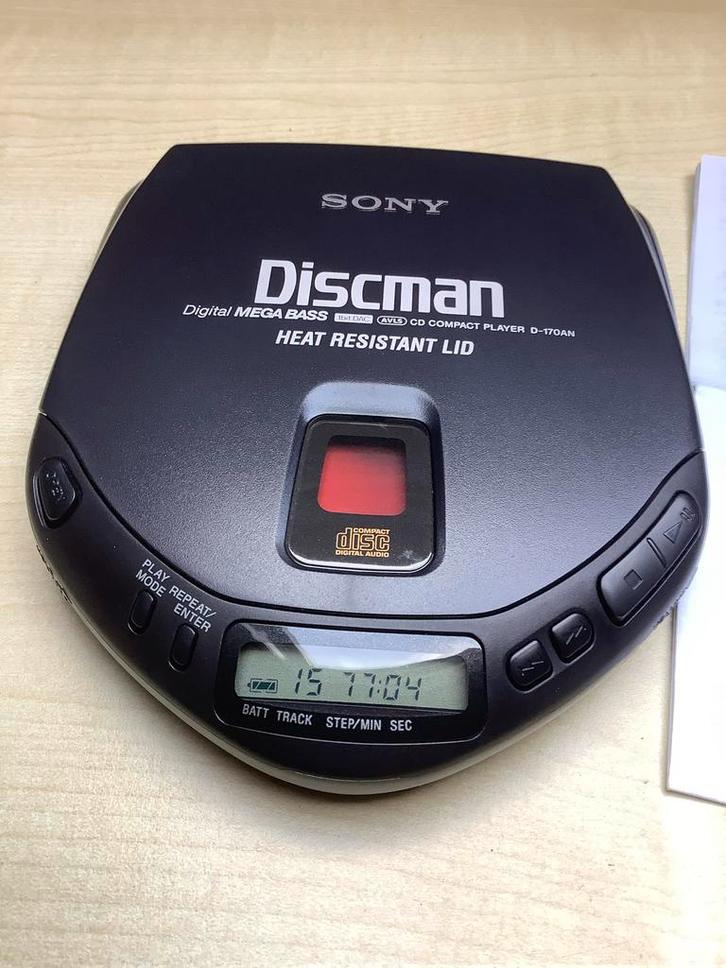 SONY
Discman
Digital MEGA BASS 1bit DAC AVLS CD COMPACT PLAYER D-170AN
HEAT RESISTANT LID
COMPACT
disc
DIGITAL AUDIO
OPEN
PLAY
MODE
REPEAT/
ENTER
15 77:04
BATT TRACK STEP/MIN SEC